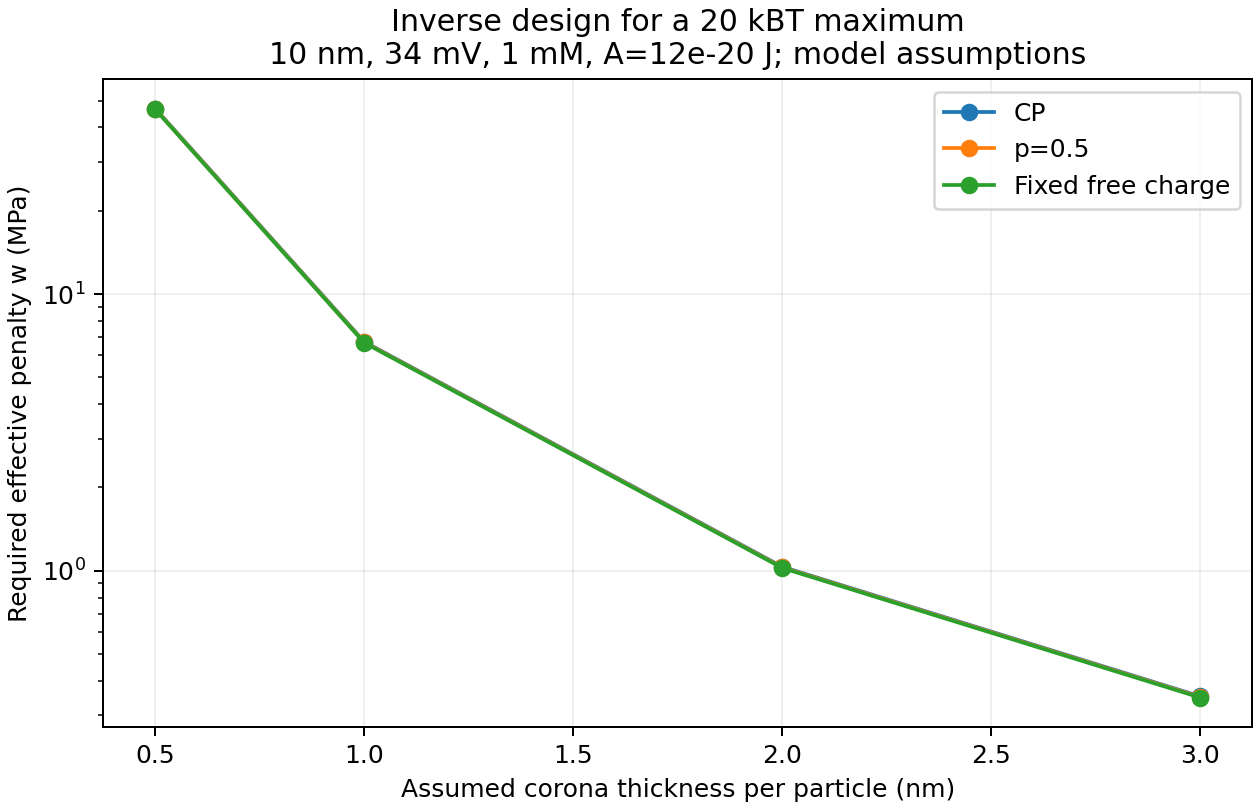 Inverse design for a 20 kBT maximum
10 nm, 34 mV, 1 mM, A=12e-20 J; model assumptions
CP
p=0.5
Fixed free charge
Required effective penalty w (MPa)
10¹
10⁰
0.5 1.0 1.5 2.0 2.5 3.0
Assumed corona thickness per particle (nm)